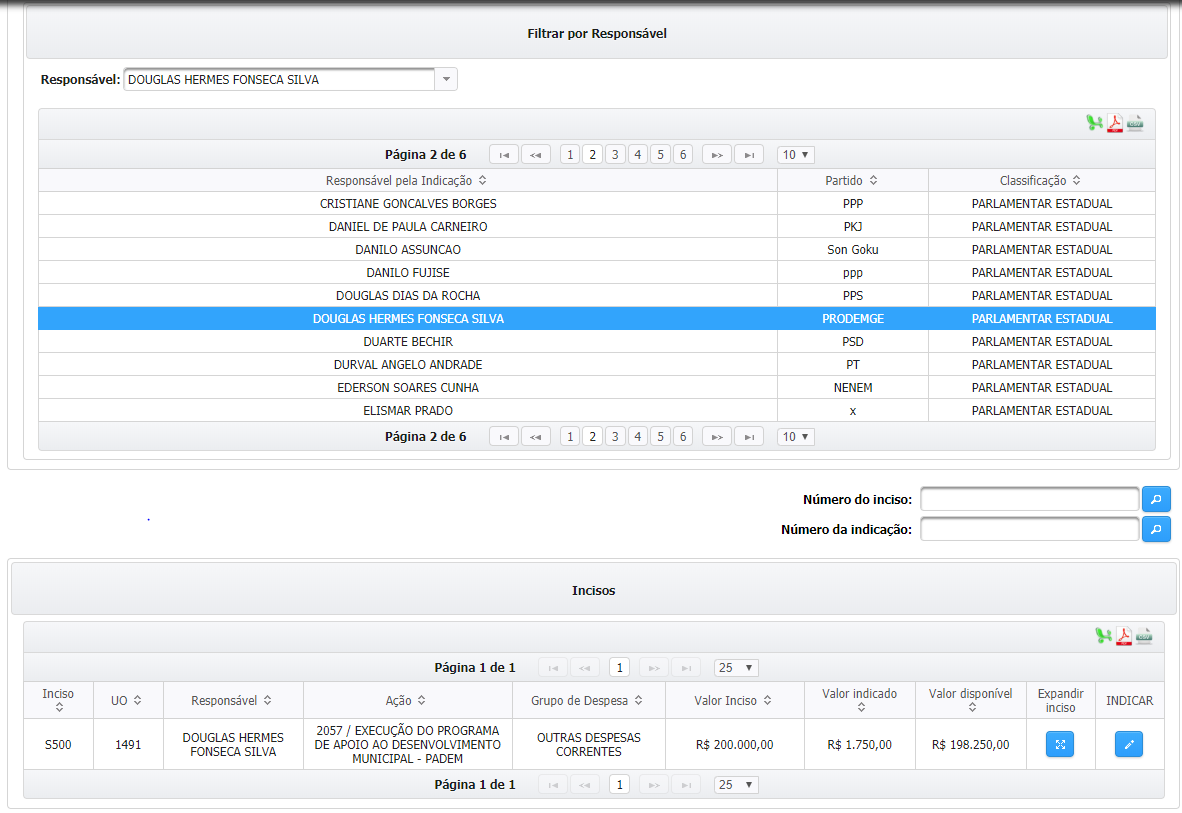 Filtrar por Responsável
Responsável: DOUGLAS HERMES FONSECA SILVA
Página 2 de 6 1 2 3 4 5 6 10
Responsável pela Indicação Partido Classificação
CRISTIANE GONCALVES BORGES PPP PARLAMENTAR ESTADUAL
DANIEL DE PAULA CARNEIRO PKJ PARLAMENTAR ESTADUAL
DANILO ASSUNCAO Son Goku PARLAMENTAR ESTADUAL
DANILO FUJISE ppp PARLAMENTAR ESTADUAL
DOUGLAS DIAS DA ROCHA PPS PARLAMENTAR ESTADUAL
DOUGLAS HERMES FONSECA SILVA PRODEMGE PARLAMENTAR ESTADUAL
DUARTE BECHIR PSD PARLAMENTAR ESTADUAL
DURVAL ANGELO ANDRADE PT PARLAMENTAR ESTADUAL
EDERSON SOARES CUNHA NENEM PARLAMENTAR ESTADUAL
ELISMAR PRADO x PARLAMENTAR ESTADUAL
Página 2 de 6 1 2 3 4 5 6 10
Número do inciso:
Número da indicação:
Incisos
Página 1 de 1 1 25
Inciso UO Responsável Ação Grupo de Despesa Valor Inciso Valor indicado Valor disponível Expandir inciso INDICAR
S500 1491 DOUGLAS HERMES FONSECA SILVA 2057 / EXECUÇÃO DO PROGRAMA DE APOIO AO DESENVOLVIMENTO MUNICIPAL - PADEM OUTRAS DESPESAS CORRENTES R$ 200.000,00 R$ 1.750,00 R$ 198.250,00
Página 1 de 1 1 25